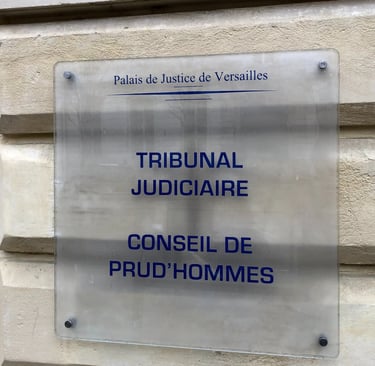 Palais de Justice de Versailles
TRIBUNAL
JUDICIAIRE
CONSEIL DE
PRUD'HOMMES